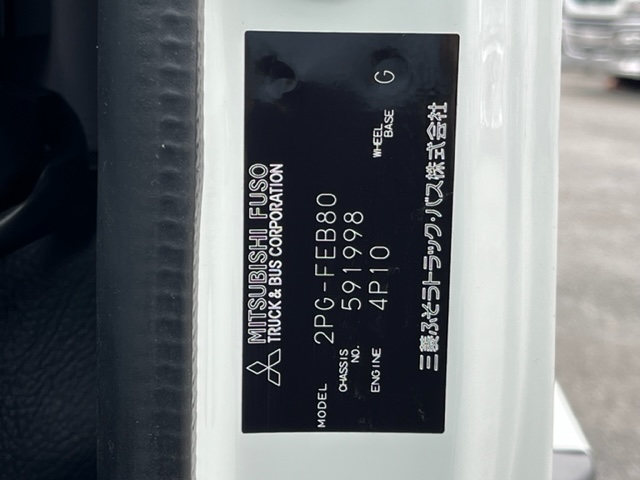 MITSUBISHI FUSO
TRUCK & BUS CORPORATION
MODEL 2PG-FEB80
CHASSIS NO. 591998
ENGINE 4P10 WHEEL BASE G
三菱ふそうトラック・バス株式会社